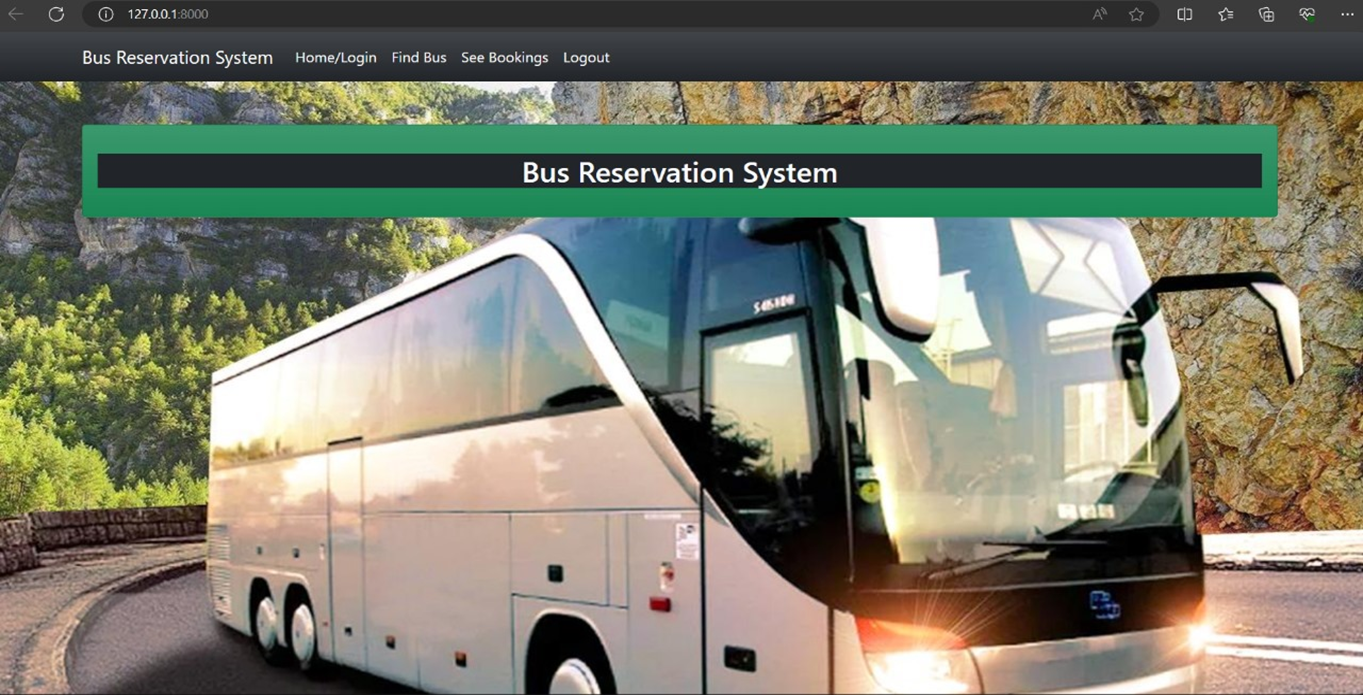 127.0.0.1:8000
Bus Reservation System Home/Login Find Bus See Bookings Logout
Bus Reservation System